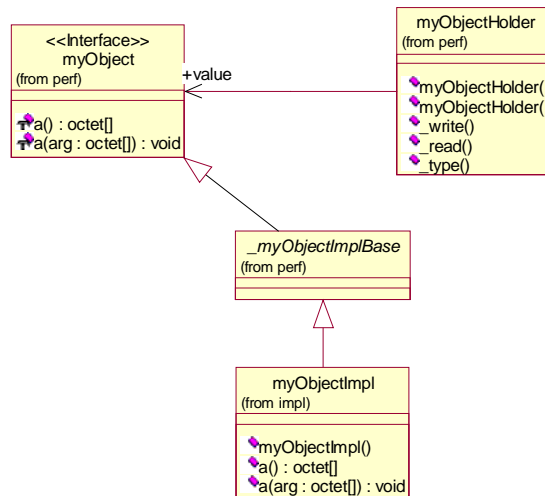 <<Interface>>
myObject
(from perf)
a() : octet[]
a(arg : octet[]) : void
+value
myObjectHolder
(from perf)
myObjectHolder(
myObjectHolder(
_write()
_read()
_type()
_myObjectImplBase
(from perf)
myObjectImpl
(from impl)
myObjectImpl()
a() : octet[]
a(arg : octet[]) : void